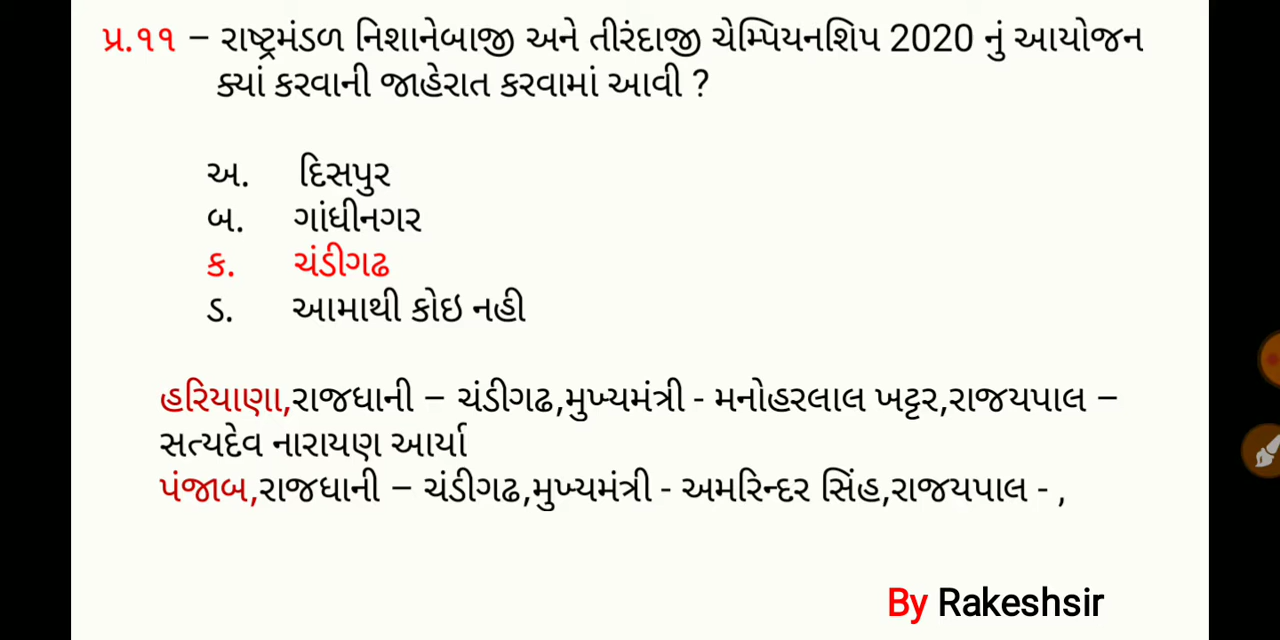 પ્ર.૧૧ – રાષ્ટ્રમંડળ નિશાનેબાજી અને તીરંદાજી ચેમ્પિયનશિપ 2020 નું આયોજન
ક્યાં કરવાની જાહેરાત કરવામાં આવી ?
અ. દિસપુર
બ. ગાંધીનગર
ક. ચંડીગઢ
ડ. આમાથી કોઇ નહી
હરિયાણા,રાજધાની – ચંડીગઢ,મુખ્યમંત્રી - મનોહરલાલ ખટ્ટર,રાજયપાલ –
સત્યદેવ નારાયણ આર્યા
પંજાબ,રાજધાની – ચંડીગઢ,મુખ્યમંત્રી - અમરિન્દર સિંહ,રાજયપાલ - ,
By Rakeshsir